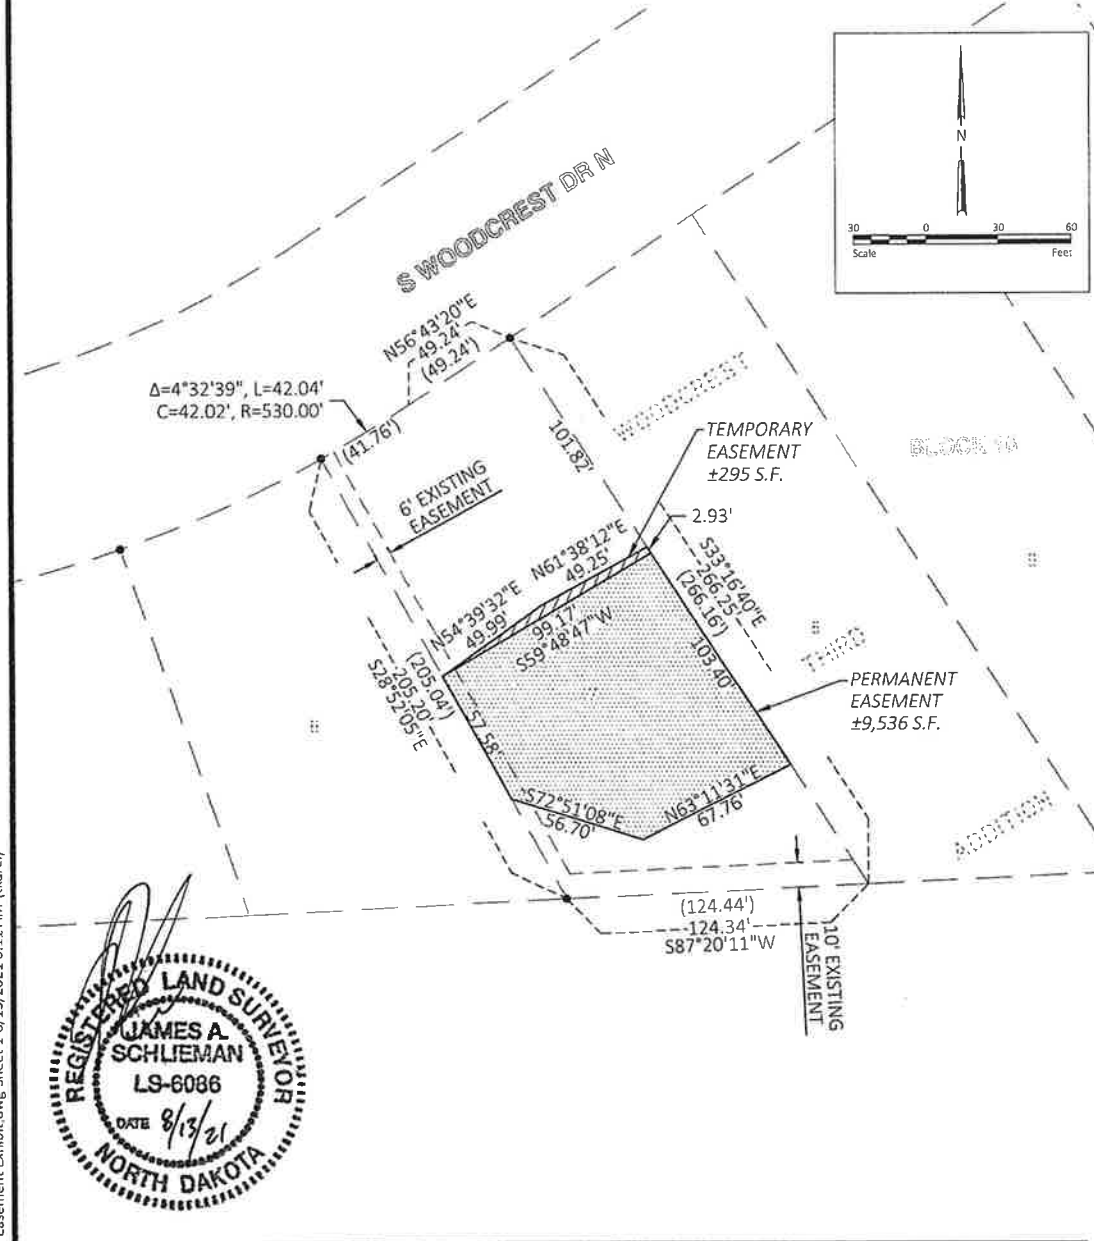 S WOODCREST DR N
N
30 0 30 60
Scale Feet
N56°43'20"E
49.24'
(49.24')
Δ=4°32'39", L=42.04'
C=42.02', R=530.00'
(41.76')
101.82'
WOODCREST
BLOCK 10
TEMPORARY
EASEMENT
±295 S.F.
6' EXISTING
EASEMENT
2.93'
N61°38'12"E
49.25'
S33°16'40"E
266.25'
(266.16')
N54°39'32"E
49.99'
99.17'
S59°48'47"W
THIRD
103.40'
(205.04')
205.20'
S28°52'05"E
PERMANENT
EASEMENT
±9,536 S.F.
57.58'
S72°51'08"E
56.70'
N63°11'31"E
67.76'
ADDITION
(124.44')
124.34'
S87°20'11"W
10' EXISTING
EASEMENT
REGISTERED LAND SURVEYOR
JAMES A.
SCHLIEMAN
LS-6086
DATE 8/13/21
NORTH DAKOTA